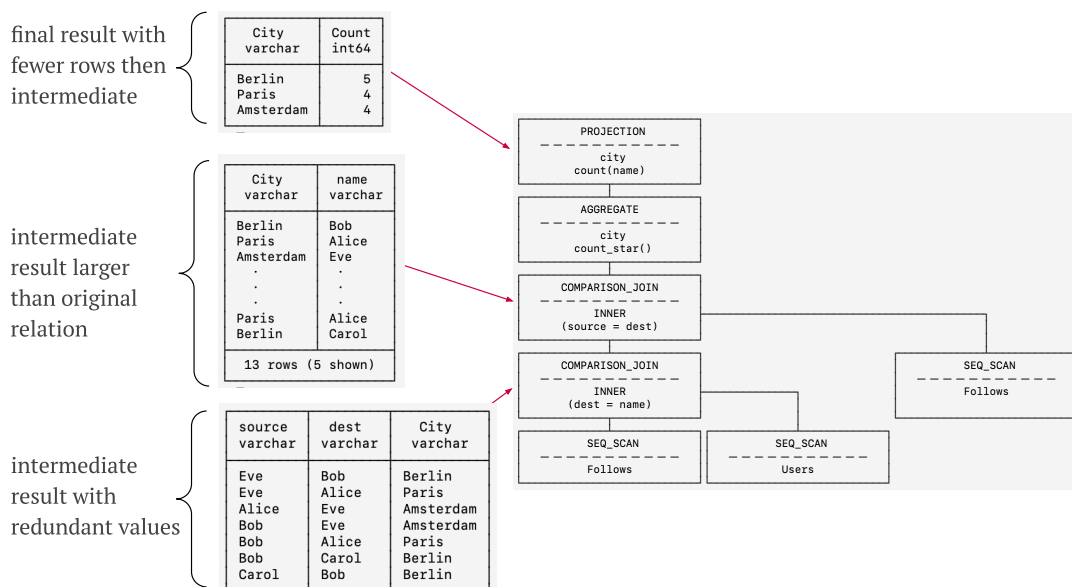 final result with
fewer rows then
intermediate
City Count
varchar int64
Berlin 5
Paris 4
Amsterdam 4
intermediate
result larger
than original
relation
City name
varchar varchar
Berlin Bob
Paris Alice
Amsterdam Eve
. .
. .
. .
Paris Alice
Berlin Carol
13 rows (5 shown)
intermediate
result with
redundant values
source dest City
varchar varchar varchar
Eve Bob Berlin
Eve Alice Paris
Alice Eve Amsterdam
Bob Eve Amsterdam
Bob Alice Paris
Bob Carol Berlin
Carol Bob Berlin
PROJECTION
city
count(name)
AGGREGATE
city
count_star()
COMPARISON_JOIN
INNER
(source = dest)
COMPARISON_JOIN
INNER
(dest = name)
SEQ_SCAN
Follows
SEQ_SCAN
Follows
SEQ_SCAN
Users